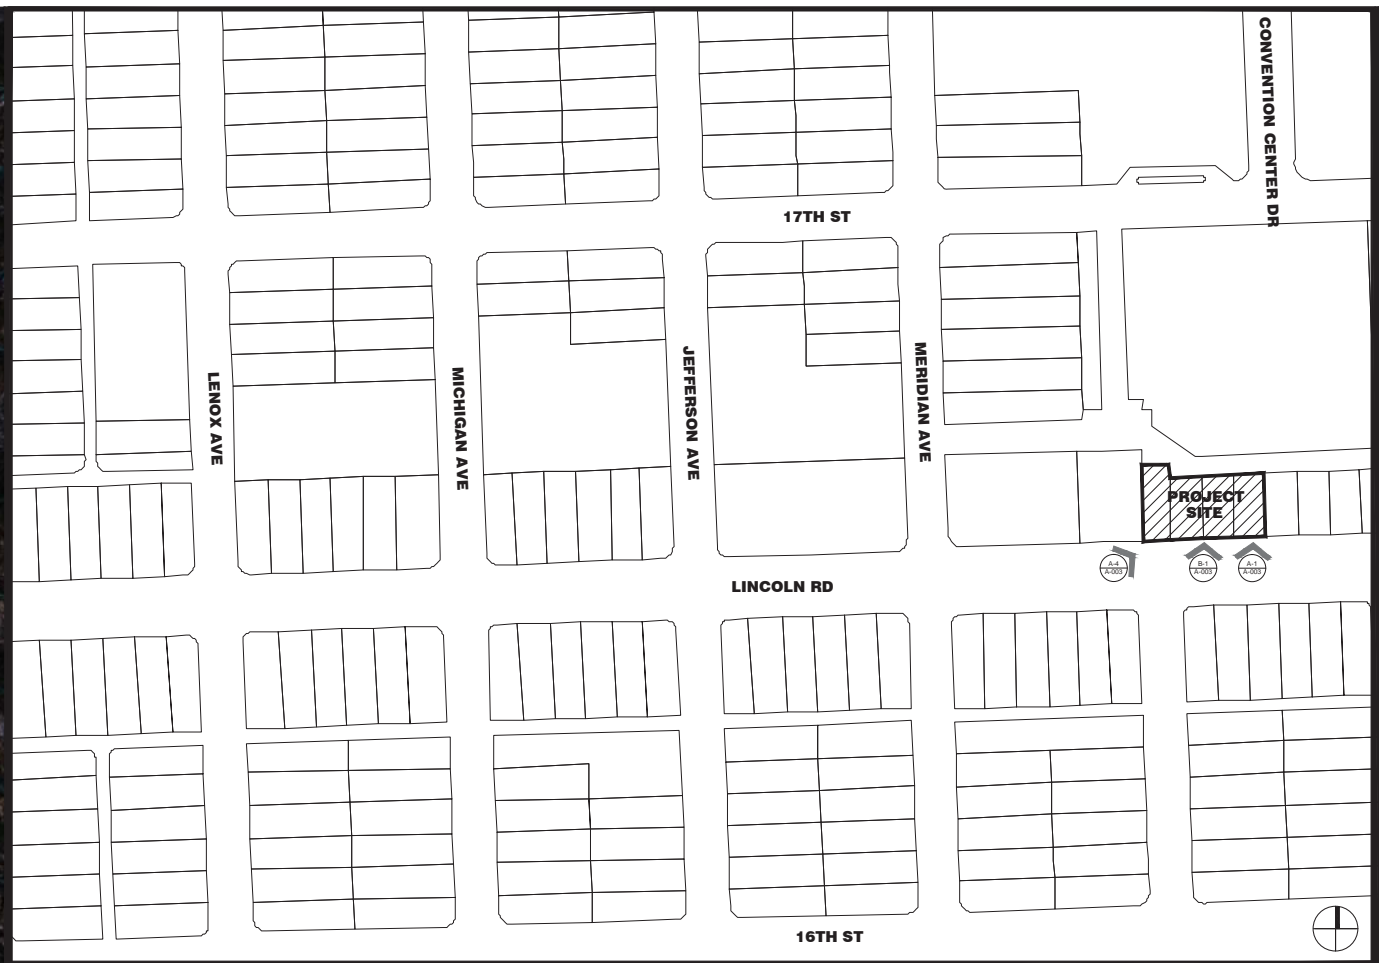 CONVENTION CENTER DR
17TH ST
LENOX AVE
MICHIGAN AVE
JEFFERSON AVE
MERIDIAN AVE
PROJECT
SITE
A-4
A-003
B-1
A-003
A-1
A-003
LINCOLN RD
16TH ST